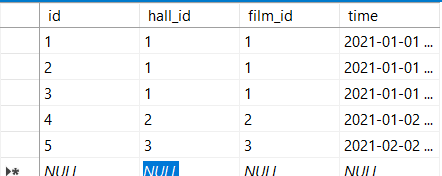 id hall_id film_id time
1 1 1 2021-01-01 ...
2 1 1 2021-01-01 ...
3 1 1 2021-01-01 ...
4 2 2 2021-01-02 ...
5 3 3 2021-02-02 ...
NULL NULL NULL NULL